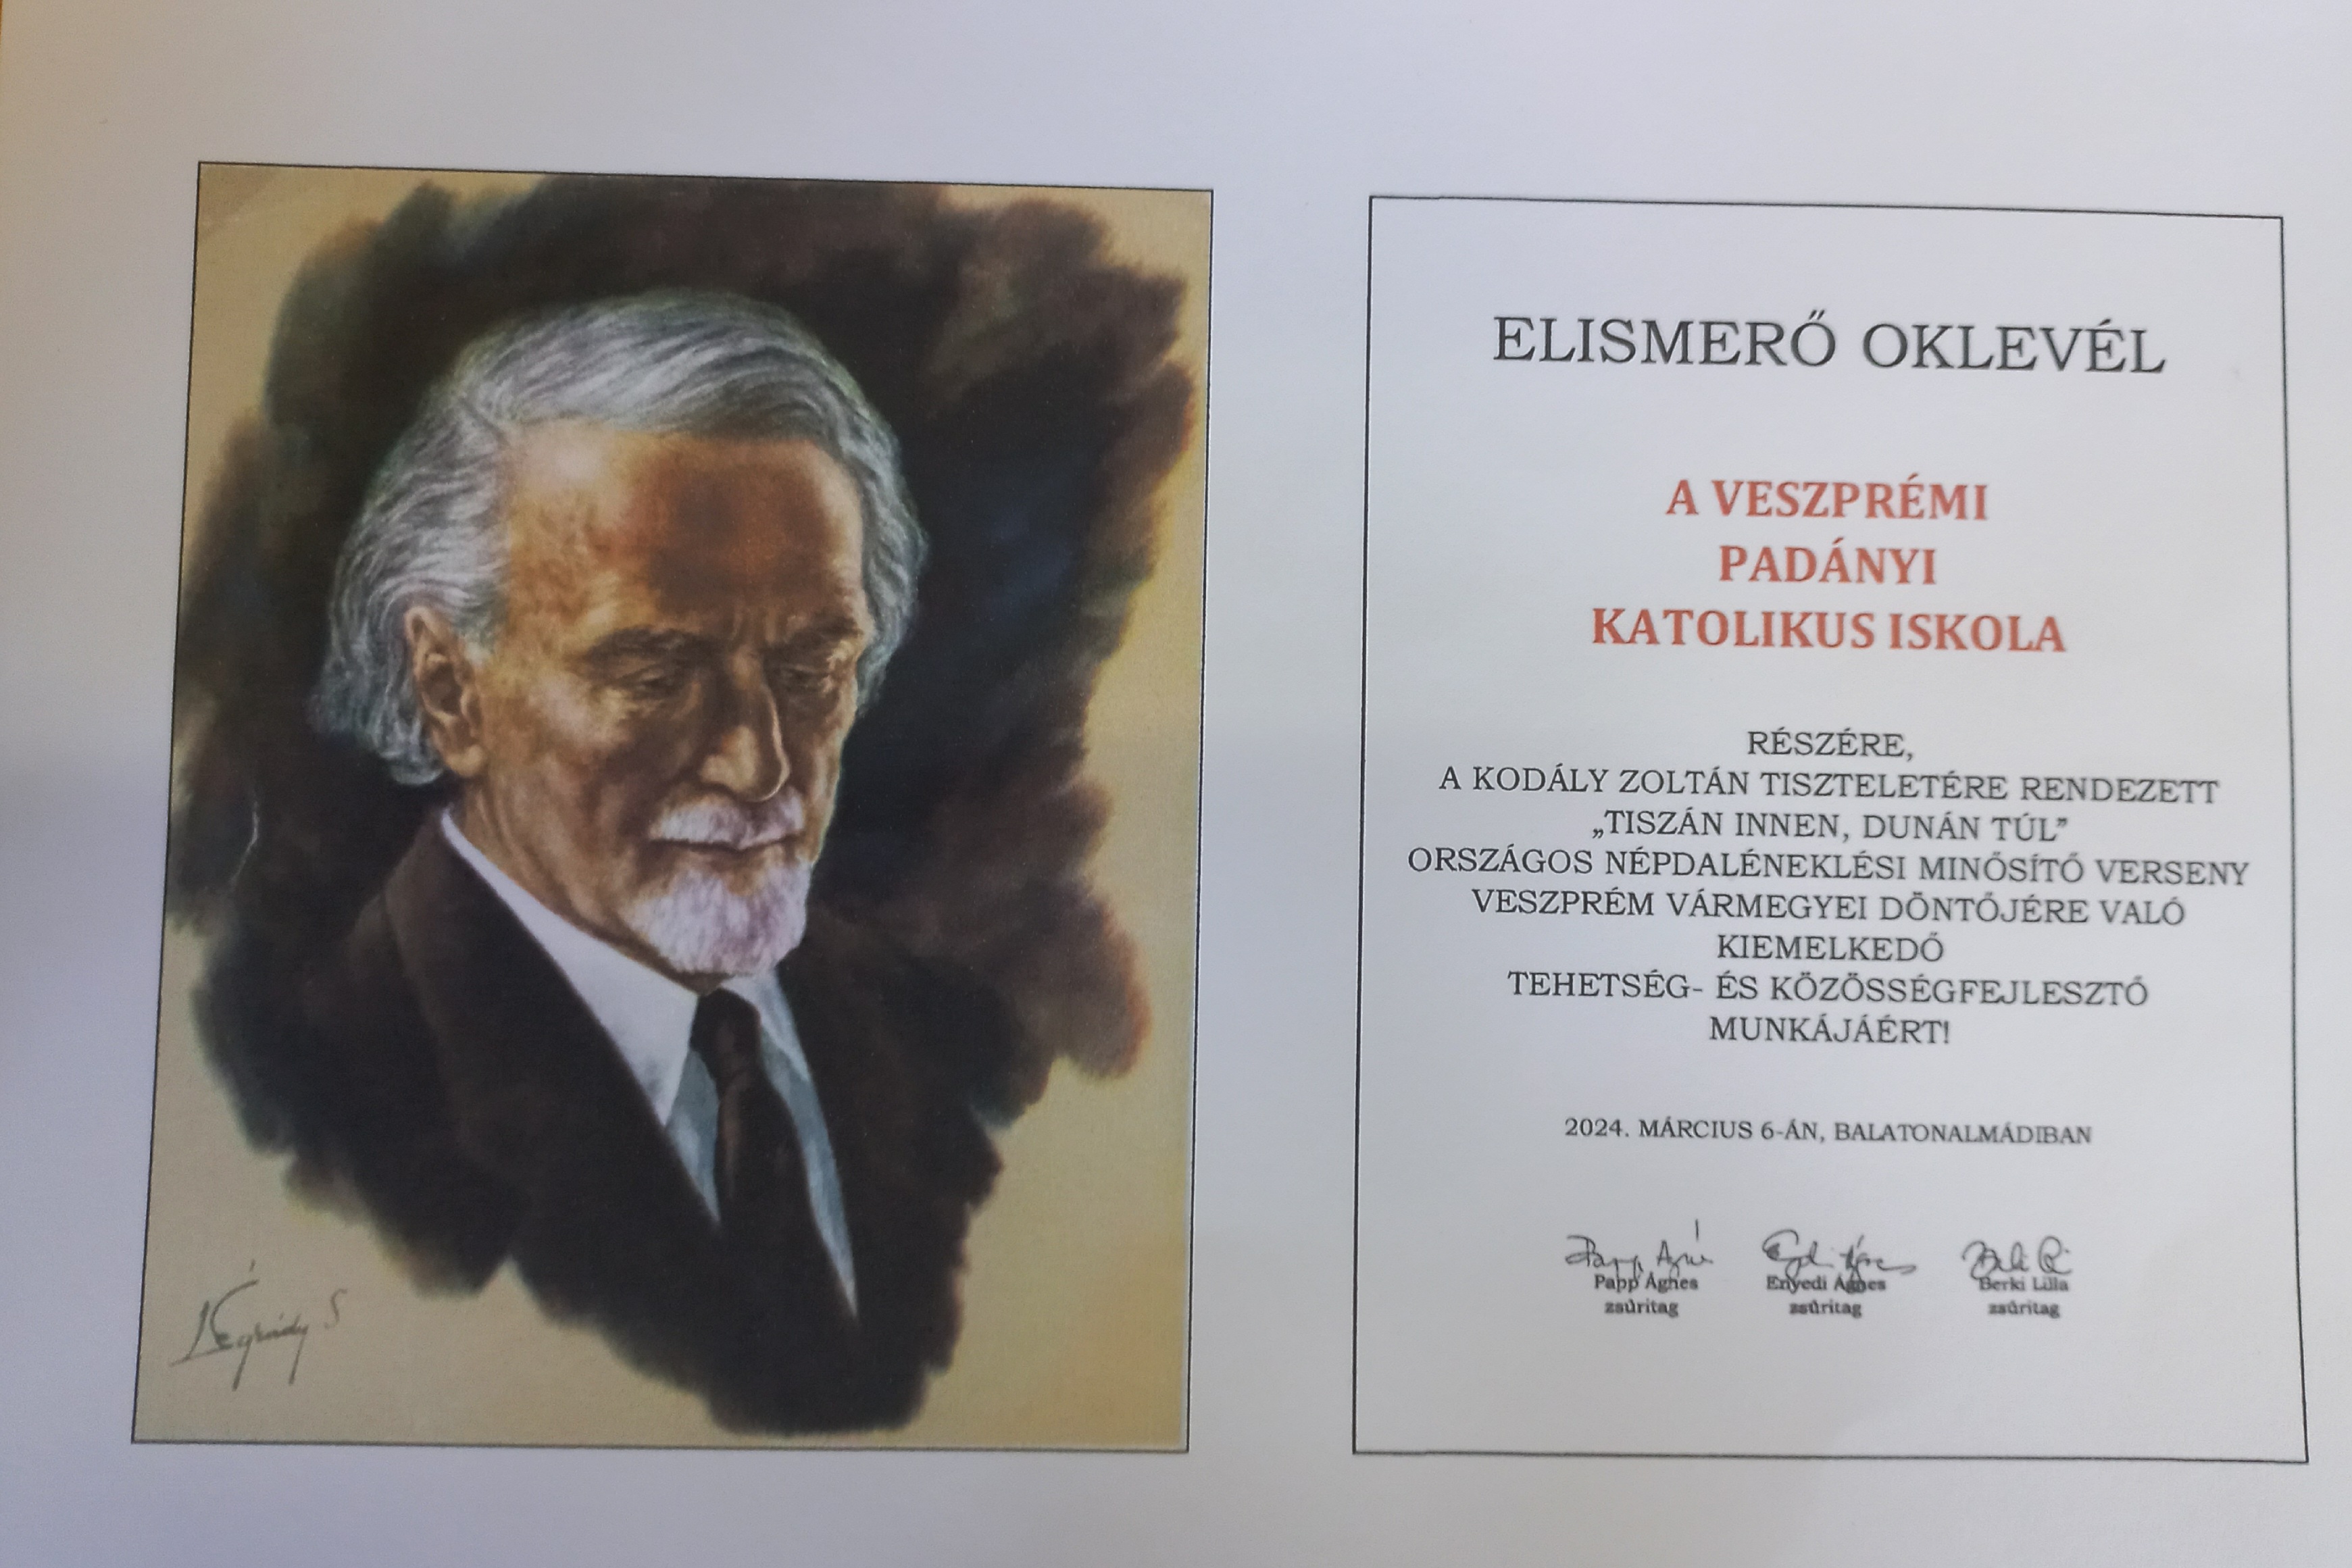 ELISMERŐ OKLEVÉL
A VESZPRÉMI
PADÁNYI
KATOLIKUS ISKOLA
RÉSZÉRE,
A KODÁLY ZOLTÁN TISZTELETÉRE RENDEZETT
„TISZÁN INNEN, DUNÁN TÚL”
ORSZÁGOS NÉPDALÉNEKLÉSI MINŐSÍTŐ VERSENY
VESZPRÉM VÁRMEGYEI DÖNTŐJÉRE VALÓ
KIEMELKEDŐ
TEHETSÉG- ÉS KÖZÖSSÉGFEJLESZTŐ
MUNKÁJÁÉRT!
2024. MÁRCIUS 6-ÁN, BALATONALMÁDIBAN
Papp Ágnes Enyedi Ágnes Berki Lilla
zsűritag zsűritag zsűritag
Légrády S